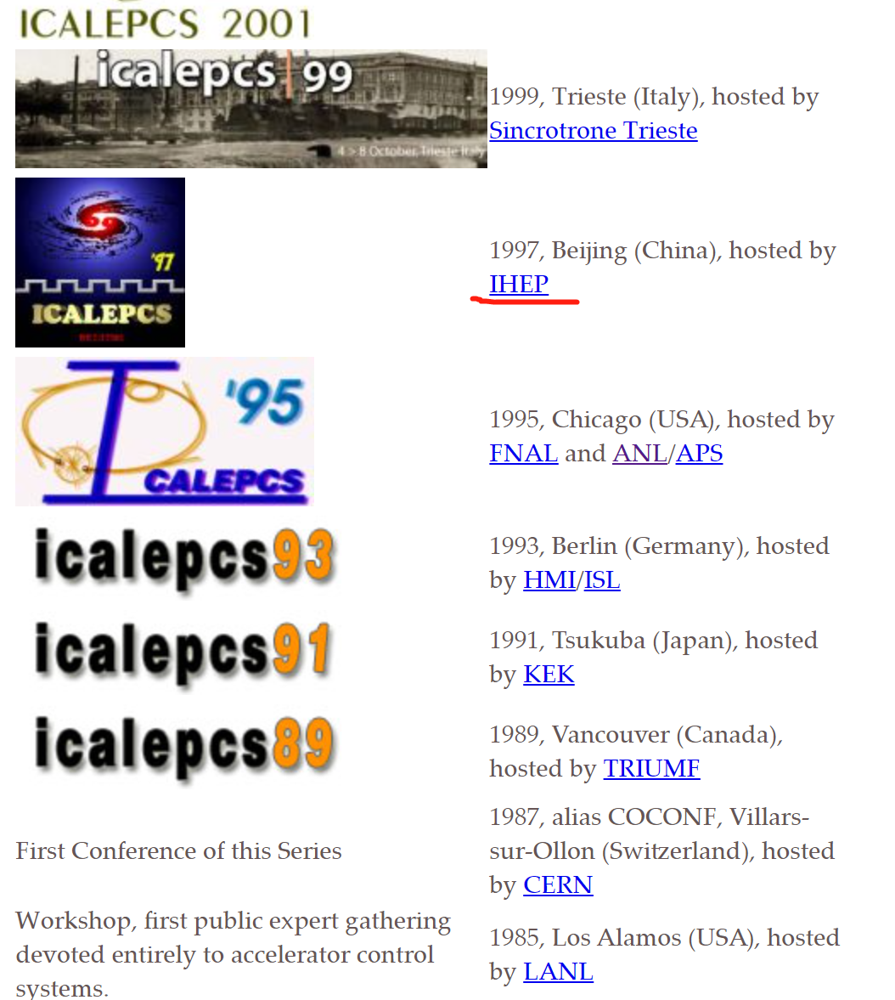 ICALEPCS 2001
icalepcs 99
4 > 8 October, Trieste Italy
1999, Trieste (Italy), hosted by
Sincrotrone Trieste
'97
ICALEPCS
BEIJING
1997, Beijing (China), hosted by
IHEP
'95
ICALEPCS
1995, Chicago (USA), hosted by
FNAL and ANL/APS
icalepcs93
1993, Berlin (Germany), hosted
by HMI/ISL
icalepcs91
1991, Tsukuba (Japan), hosted
by KEK
icalepcs89
1989, Vancouver (Canada),
hosted by TRIUMF
First Conference of this Series
1987, alias COCONF, Villars-
sur-Ollon (Switzerland), hosted
by CERN
Workshop, first public expert gathering
devoted entirely to accelerator control
systems.
1985, Los Alamos (USA), hosted
by LANL